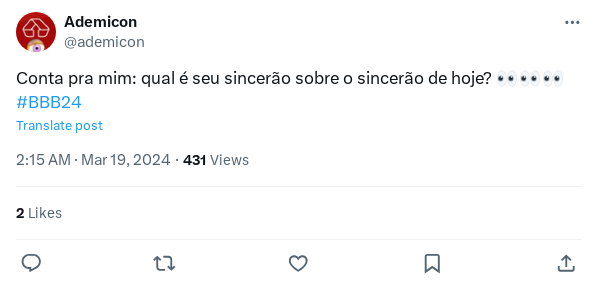 Ademicon
@ademicon
Conta pra mim: qual é seu sincerão sobre o sincerão de hoje? 👀👀👀
#BBB24
Translate post
2:15 AM · Mar 19, 2024 · 431 Views
2 Likes